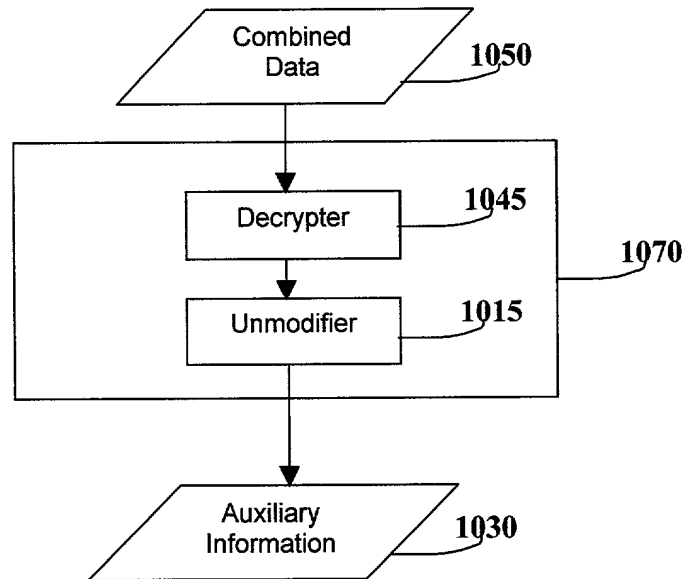 Combined
Data
1050
Decrypter
1045
1070
Unmodifier
1015
Auxiliary
Information
1030